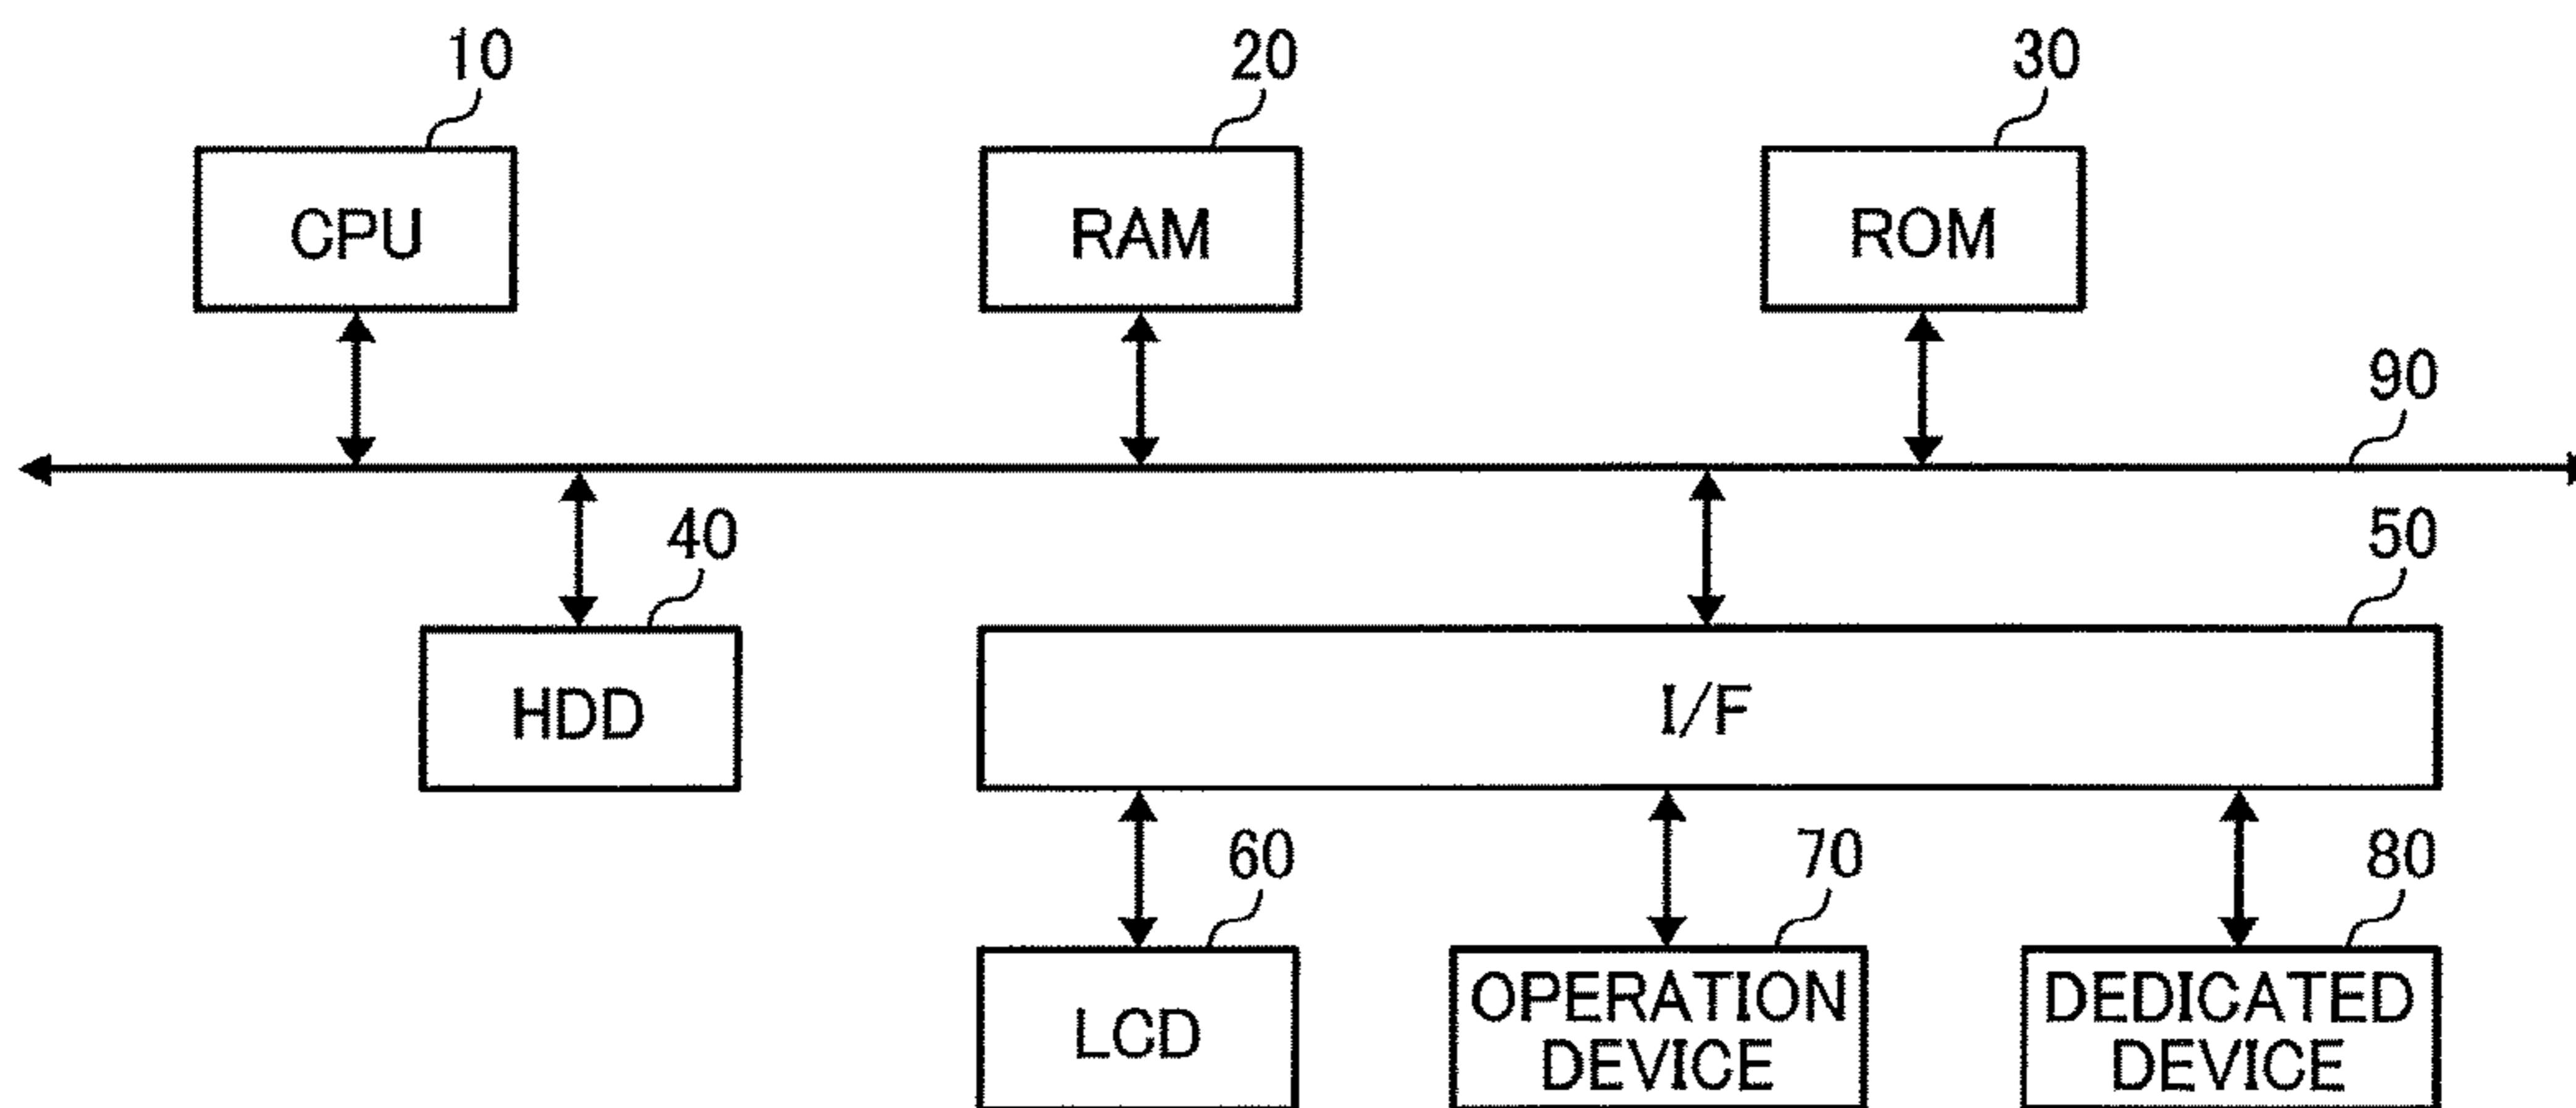 10
20
30
CPU
RAM
ROM
90
40
50
HDD
I/F
60
70
80
LCD
OPERATION
DEVICE
DEDICATED
DEVICE